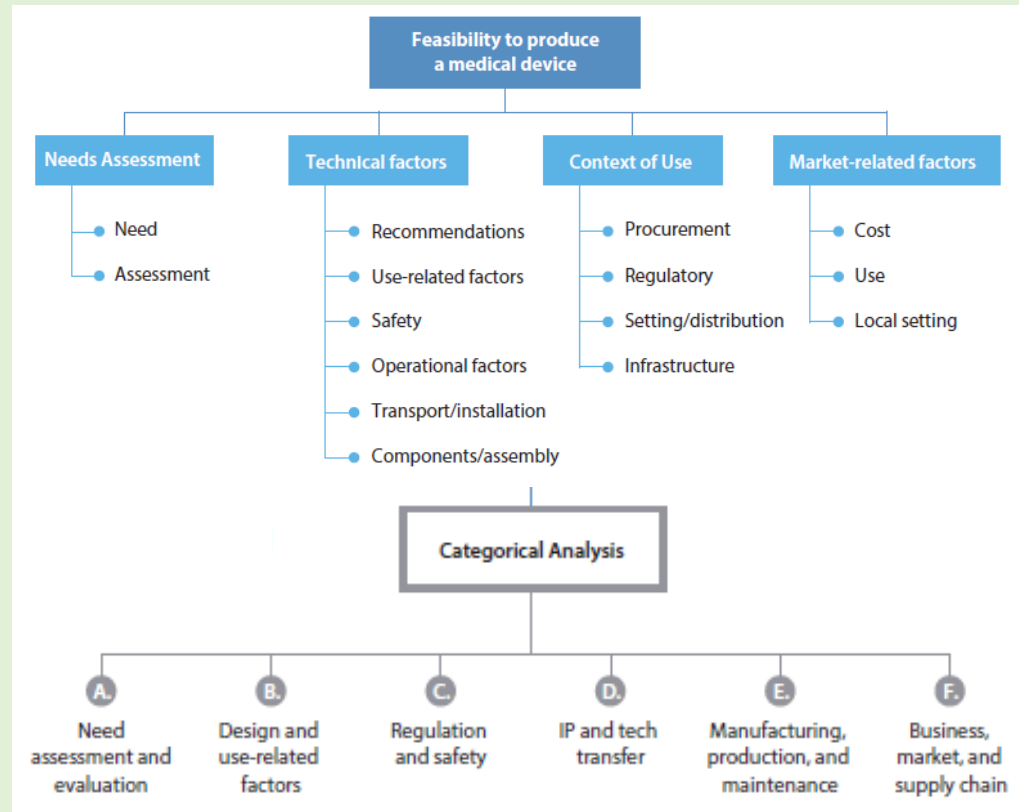 Feasibility to produce
a medical device
Needs Assessment
Technical factors
Context of Use
Market-related factors
Need
Assessment
Recommendations
Use-related factors
Safety
Operational factors
Transport/installation
Components/assembly
Procurement
Regulatory
Setting/distribution
Infrastructure
Cost
Use
Local setting
Categorical Analysis
A.
Need
assessment and
evaluation
B.
Design and
use-related
factors
C.
Regulation
and safety
D.
IP and tech
transfer
E.
Manufacturing,
production, and
maintenance
F.
Business,
market, and
supply chain